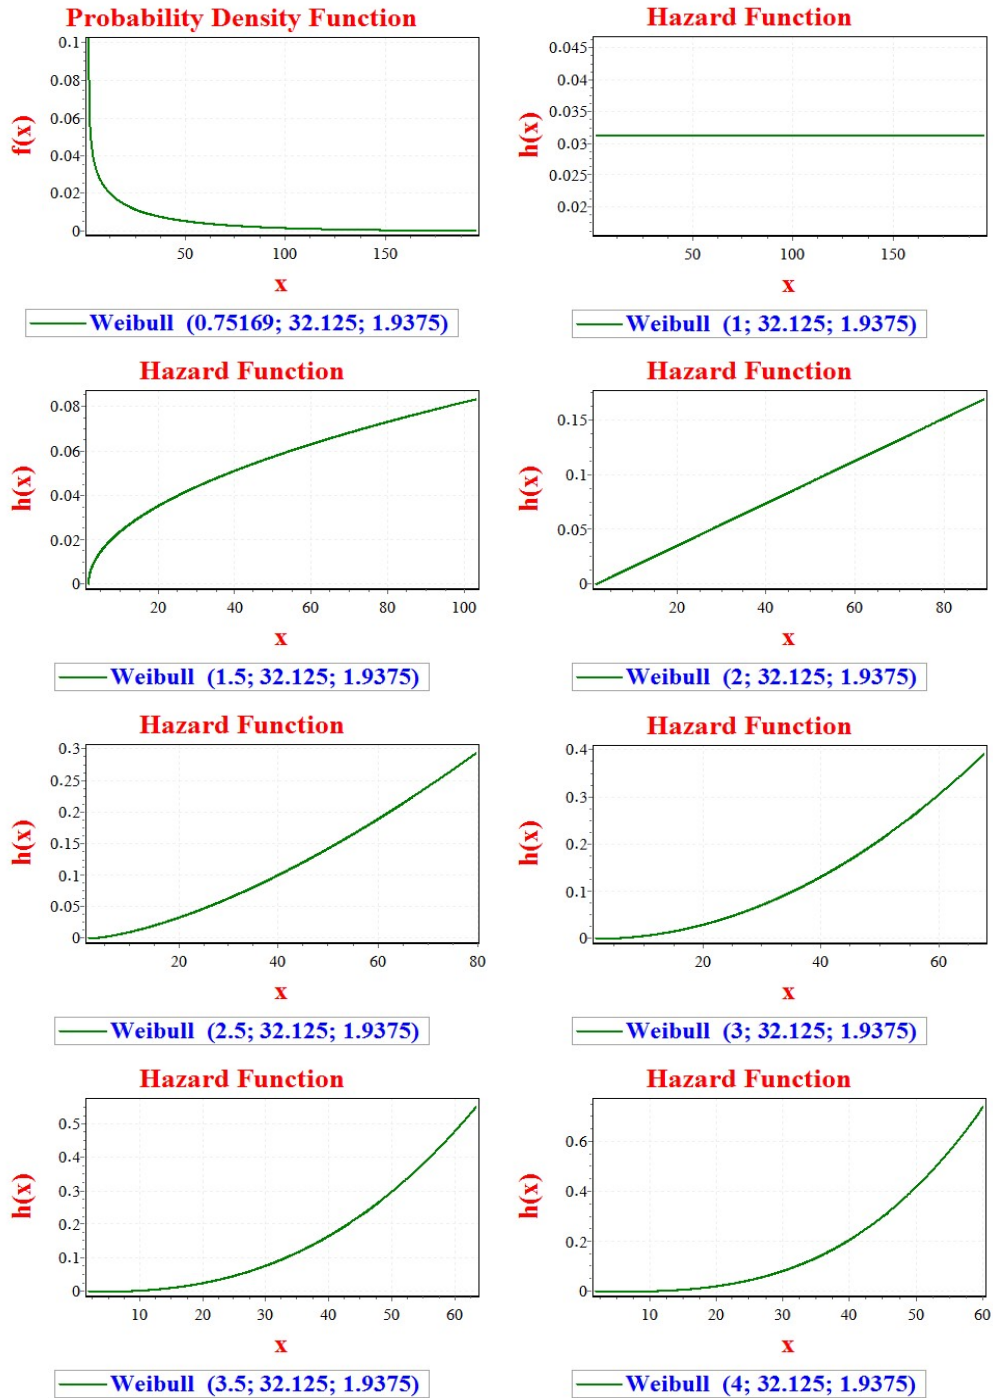 Probability Density Function
f(x)
0.1
0.08
0.06
0.04
0.02
0
50 100 150
x
Weibull (0.75169; 32.125; 1.9375)
Hazard Function
h(x)
0.045
0.04
0.035
0.03
0.025
0.02
50 100 150
x
Weibull (1; 32.125; 1.9375)
Hazard Function
h(x)
0.08
0.06
0.04
0.02
0
20 40 60 80 100
x
Weibull (1.5; 32.125; 1.9375)
Hazard Function
h(x)
0.15
0.1
0.05
0
20 40 60 80
x
Weibull (2; 32.125; 1.9375)
Hazard Function
h(x)
0.3
0.25
0.2
0.15
0.1
0.05
0
20 40 60 80
x
Weibull (2.5; 32.125; 1.9375)
Hazard Function
h(x)
0.4
0.3
0.2
0.1
0
20 40 60
x
Weibull (3; 32.125; 1.9375)
Hazard Function
h(x)
0.5
0.4
0.3
0.2
0.1
0
10 20 30 40 50 60
x
Weibull (3.5; 32.125; 1.9375)
Hazard Function
h(x)
0.6
0.4
0.2
0
10 20 30 40 50 60
x
Weibull (4; 32.125; 1.9375)